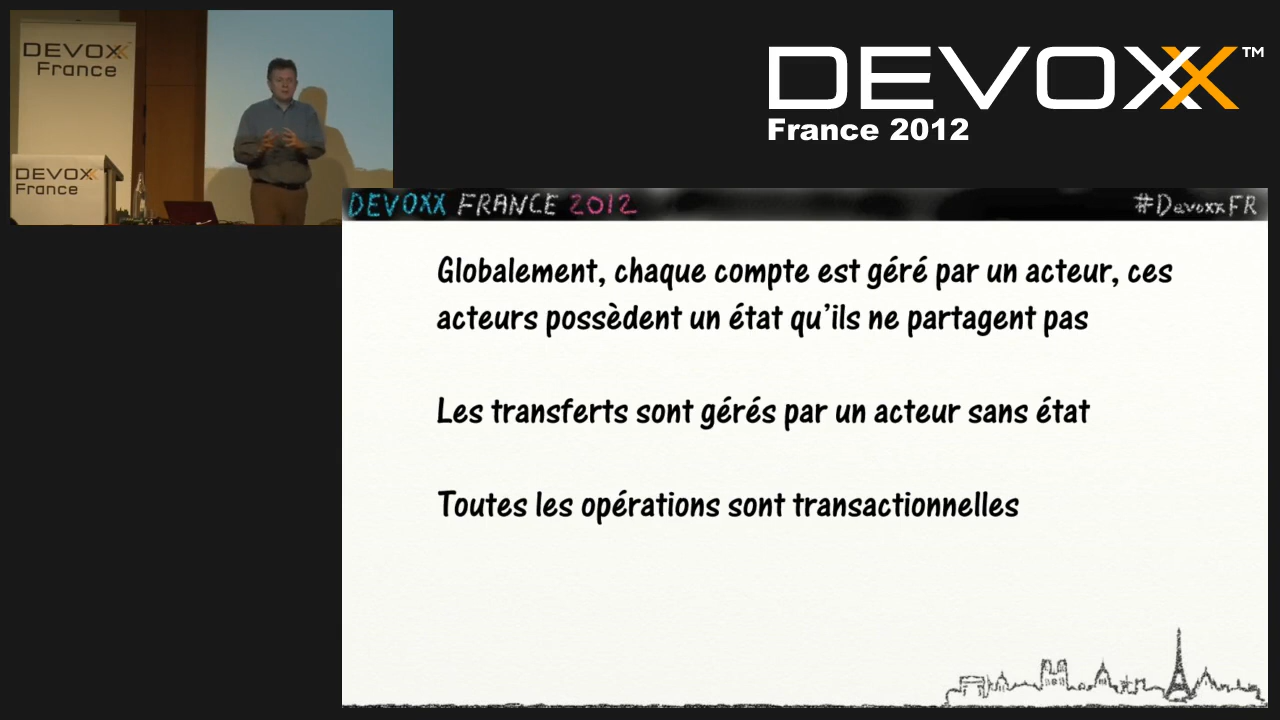 DEVOXX
France
DEVOXX
France
DEVOXX™
France 2012
DEVOXX FRANCE 2012
#DevoxxFR
Globalement, chaque compte est géré par un acteur, ces
acteurs possèdent un état qu'ils ne partagent pas
Les transferts sont gérés par un acteur sans état
Toutes les opérations sont transactionnelles